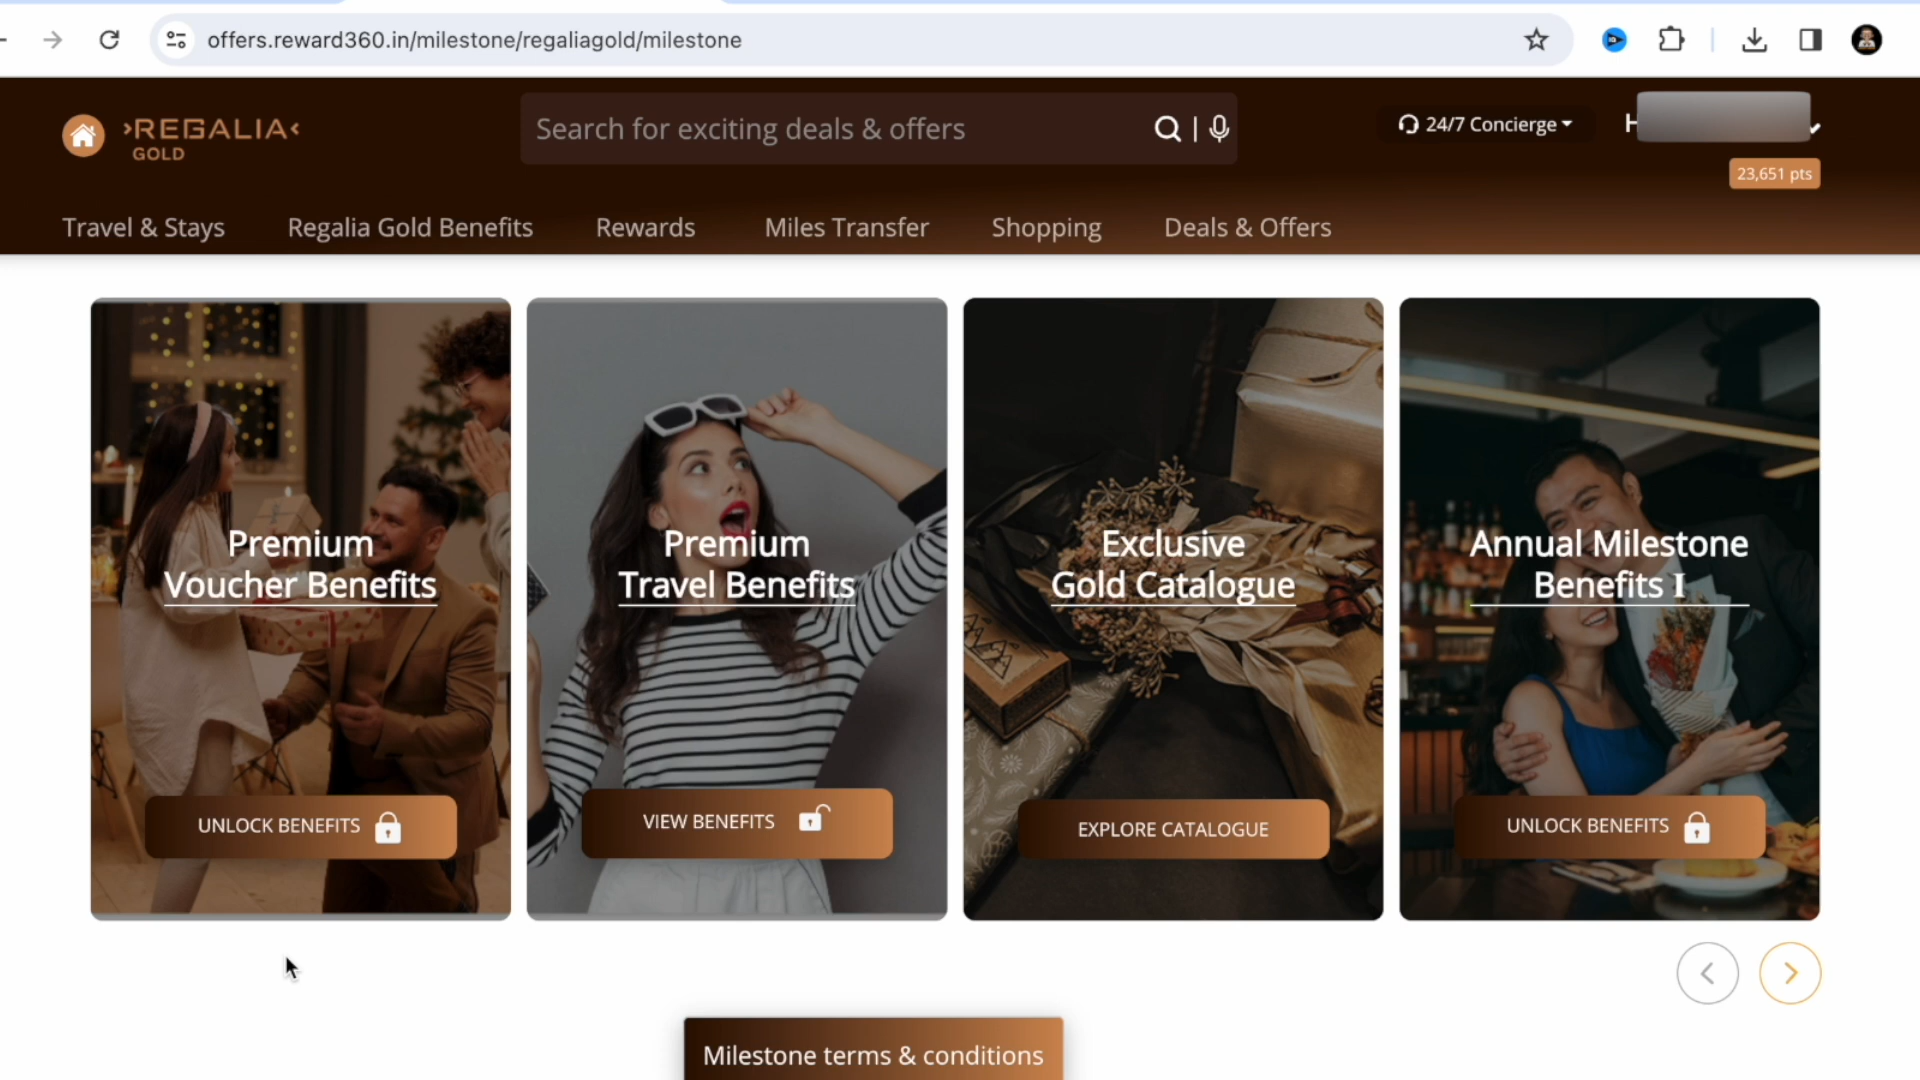 offers.reward360.in/milestone/regaliagold/milestone
›REGALIA‹
GOLD
Search for exciting deals & offers
24/7 Concierge
H
23,651 pts
Travel & Stays
Regalia Gold Benefits
Rewards
Miles Transfer
Shopping
Deals & Offers
Premium
Voucher Benefits
UNLOCK BENEFITS
Premium
Travel Benefits
VIEW BENEFITS
Exclusive
Gold Catalogue
EXPLORE CATALOGUE
Annual Milestone
Benefits I
UNLOCK BENEFITS
Milestone terms & conditions